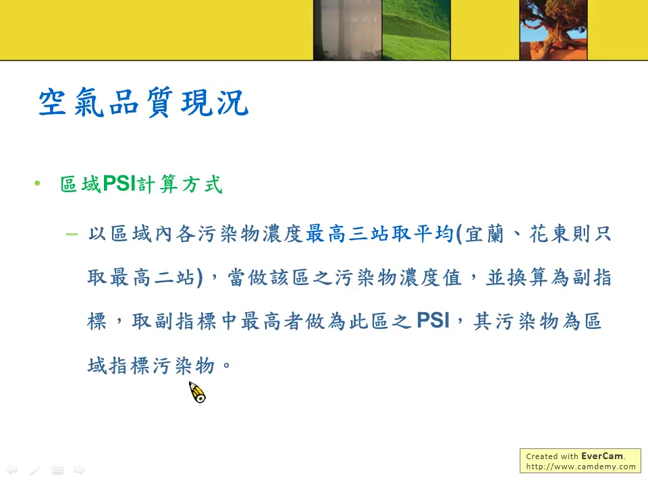 空氣品質現況
• 區域PSI計算方式
– 以區域內各污染物濃度最高三站取平均(宜蘭、花東則只
取最高二站)，當做該區之污染物濃度值，並換算為副指
標，取副指標中最高者做為此區之 PSI，其污染物為區
域指標污染物。
Created with EverCam.
http://www.camdemy.com